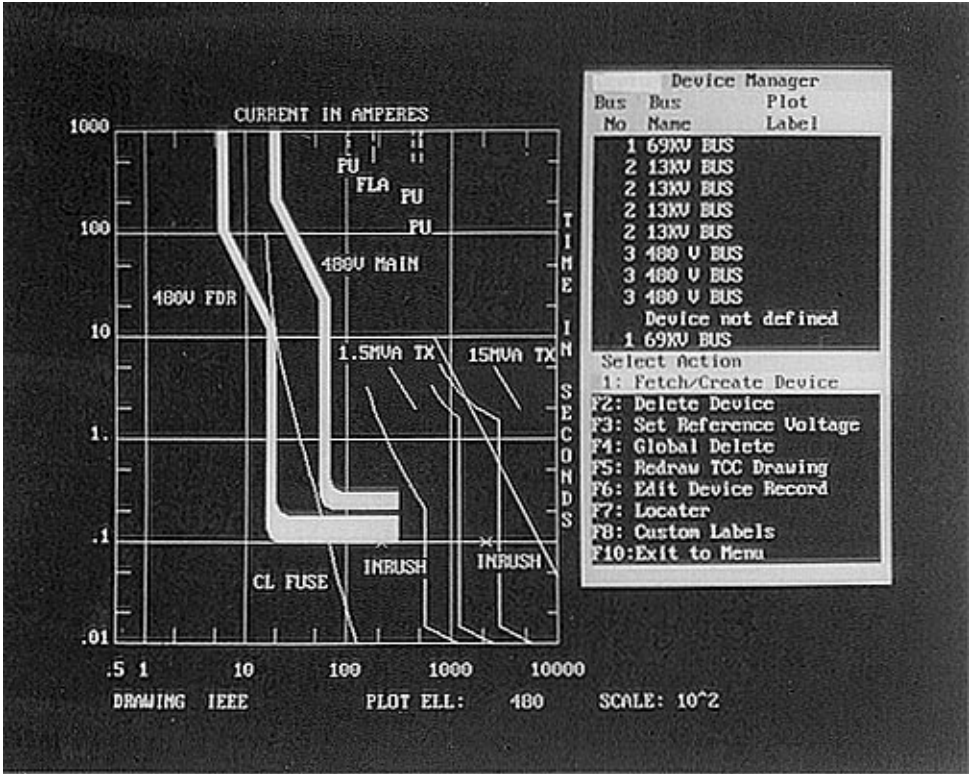 CURRENT IN AMPERES
1000
100
10
1.
.1
.01
PU
FLA
PU
PU
480V MAIN
480V FDR
1.5MVA TX
15MVA TX
CL FUSE
INRUSH
INRUSH
TIME IN SECONDS
.5 1 10 100 1000 10000
DRAWING IEEE PLOT ELL: 480 SCALE: 10^2
Device Manager
Bus Bus Plot
No Name Label
1 69KV BUS
2 13KV BUS
2 13KV BUS
2 13KV BUS
2 13KV BUS
3 480 V BUS
3 480 V BUS
3 480 V BUS
Device not defined
1 69KV BUS
Select Action
1: Fetch/Create Device
F2: Delete Device
F3: Set Reference Voltage
F4: Global Delete
F5: Redraw TCC Drawing
F6: Edit Device Record
F7: Locater
F8: Custom Labels
F10:Exit to Menu